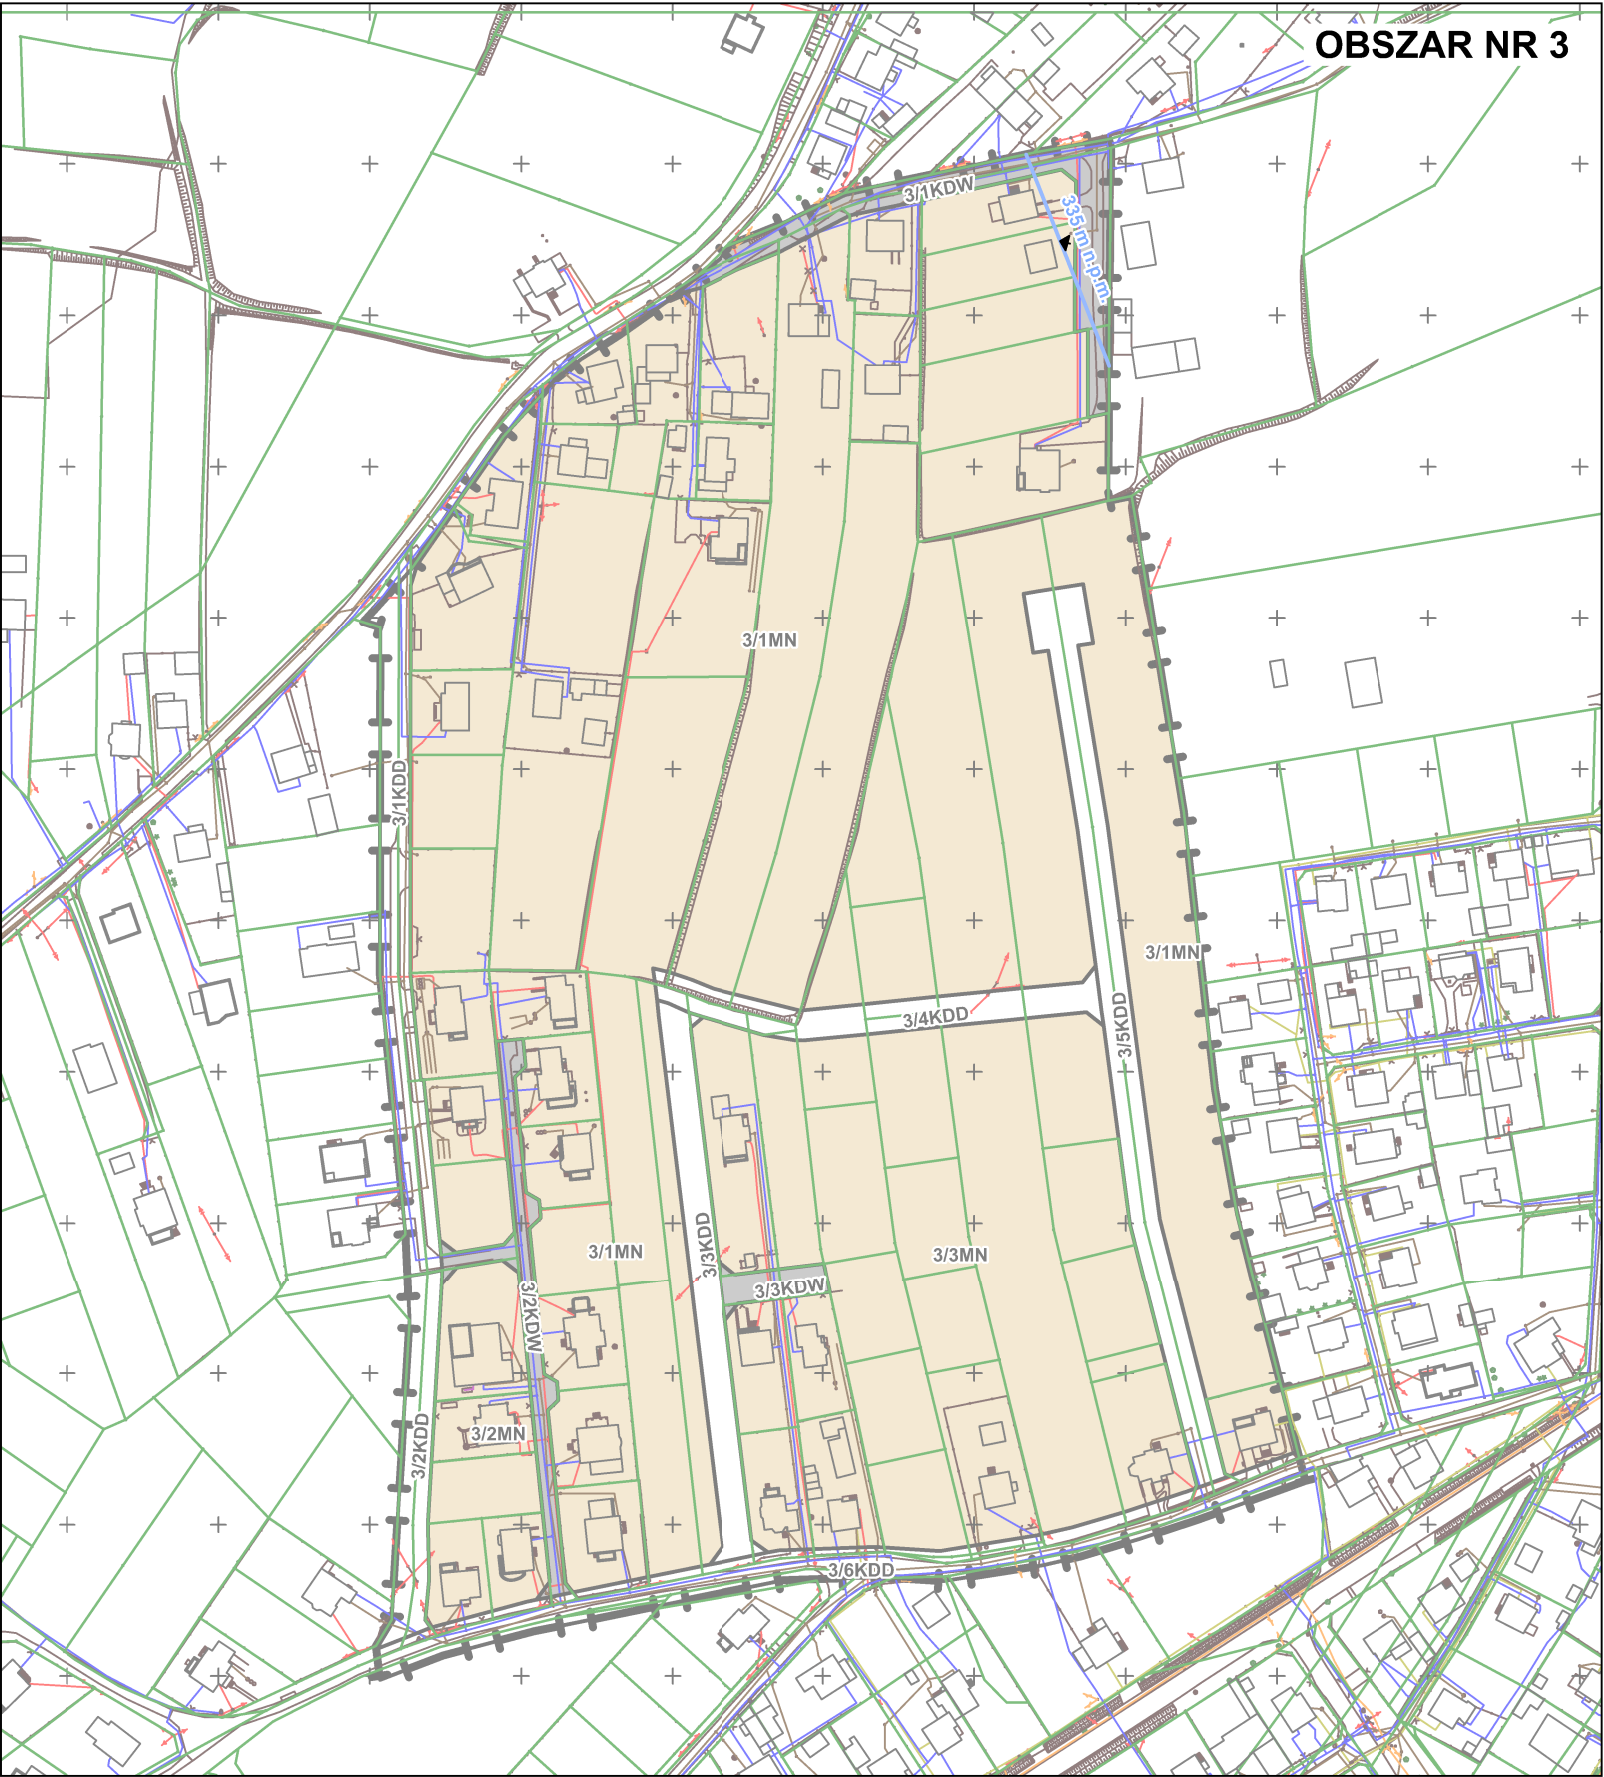 OBSZAR NR 3
3/1KDW
335m n.p.m.
3/1MN
3/1KDD
3/1MN
3/4KDD
3/5KDD
3/1MN
3/3KDD
3/3MN
3/3KDW
3/2KDW
3/2MN
3/2KDD
3/6KDD